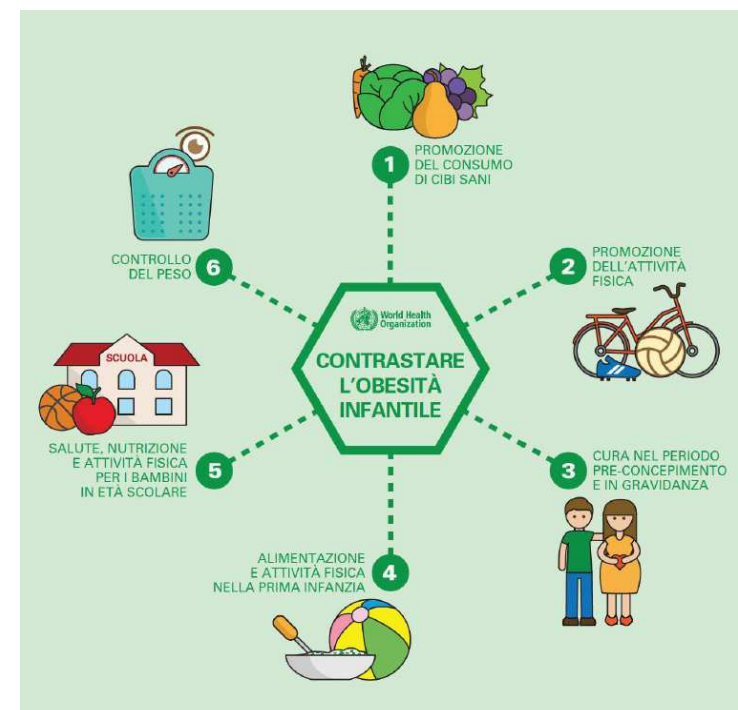 World Health
Organization
CONTRASTARE
L'OBESITÀ
INFANTILE
1
PROMOZIONE
DEL CONSUMO
DI CIBI SANI
2
PROMOZIONE
DELL'ATTIVITÀ
FISICA
3
CURA NEL PERIODO
PRE-CONCEPIMENTO
E IN GRAVIDANZA
4
ALIMENTAZIONE
E ATTIVITÀ FISICA
NELLA PRIMA INFANZIA
5
SCUOLA
SALUTE, NUTRIZIONE
E ATTIVITÀ FISICA
PER I BAMBINI
IN ETÀ SCOLARE
6
CONTROLLO
DEL PESO